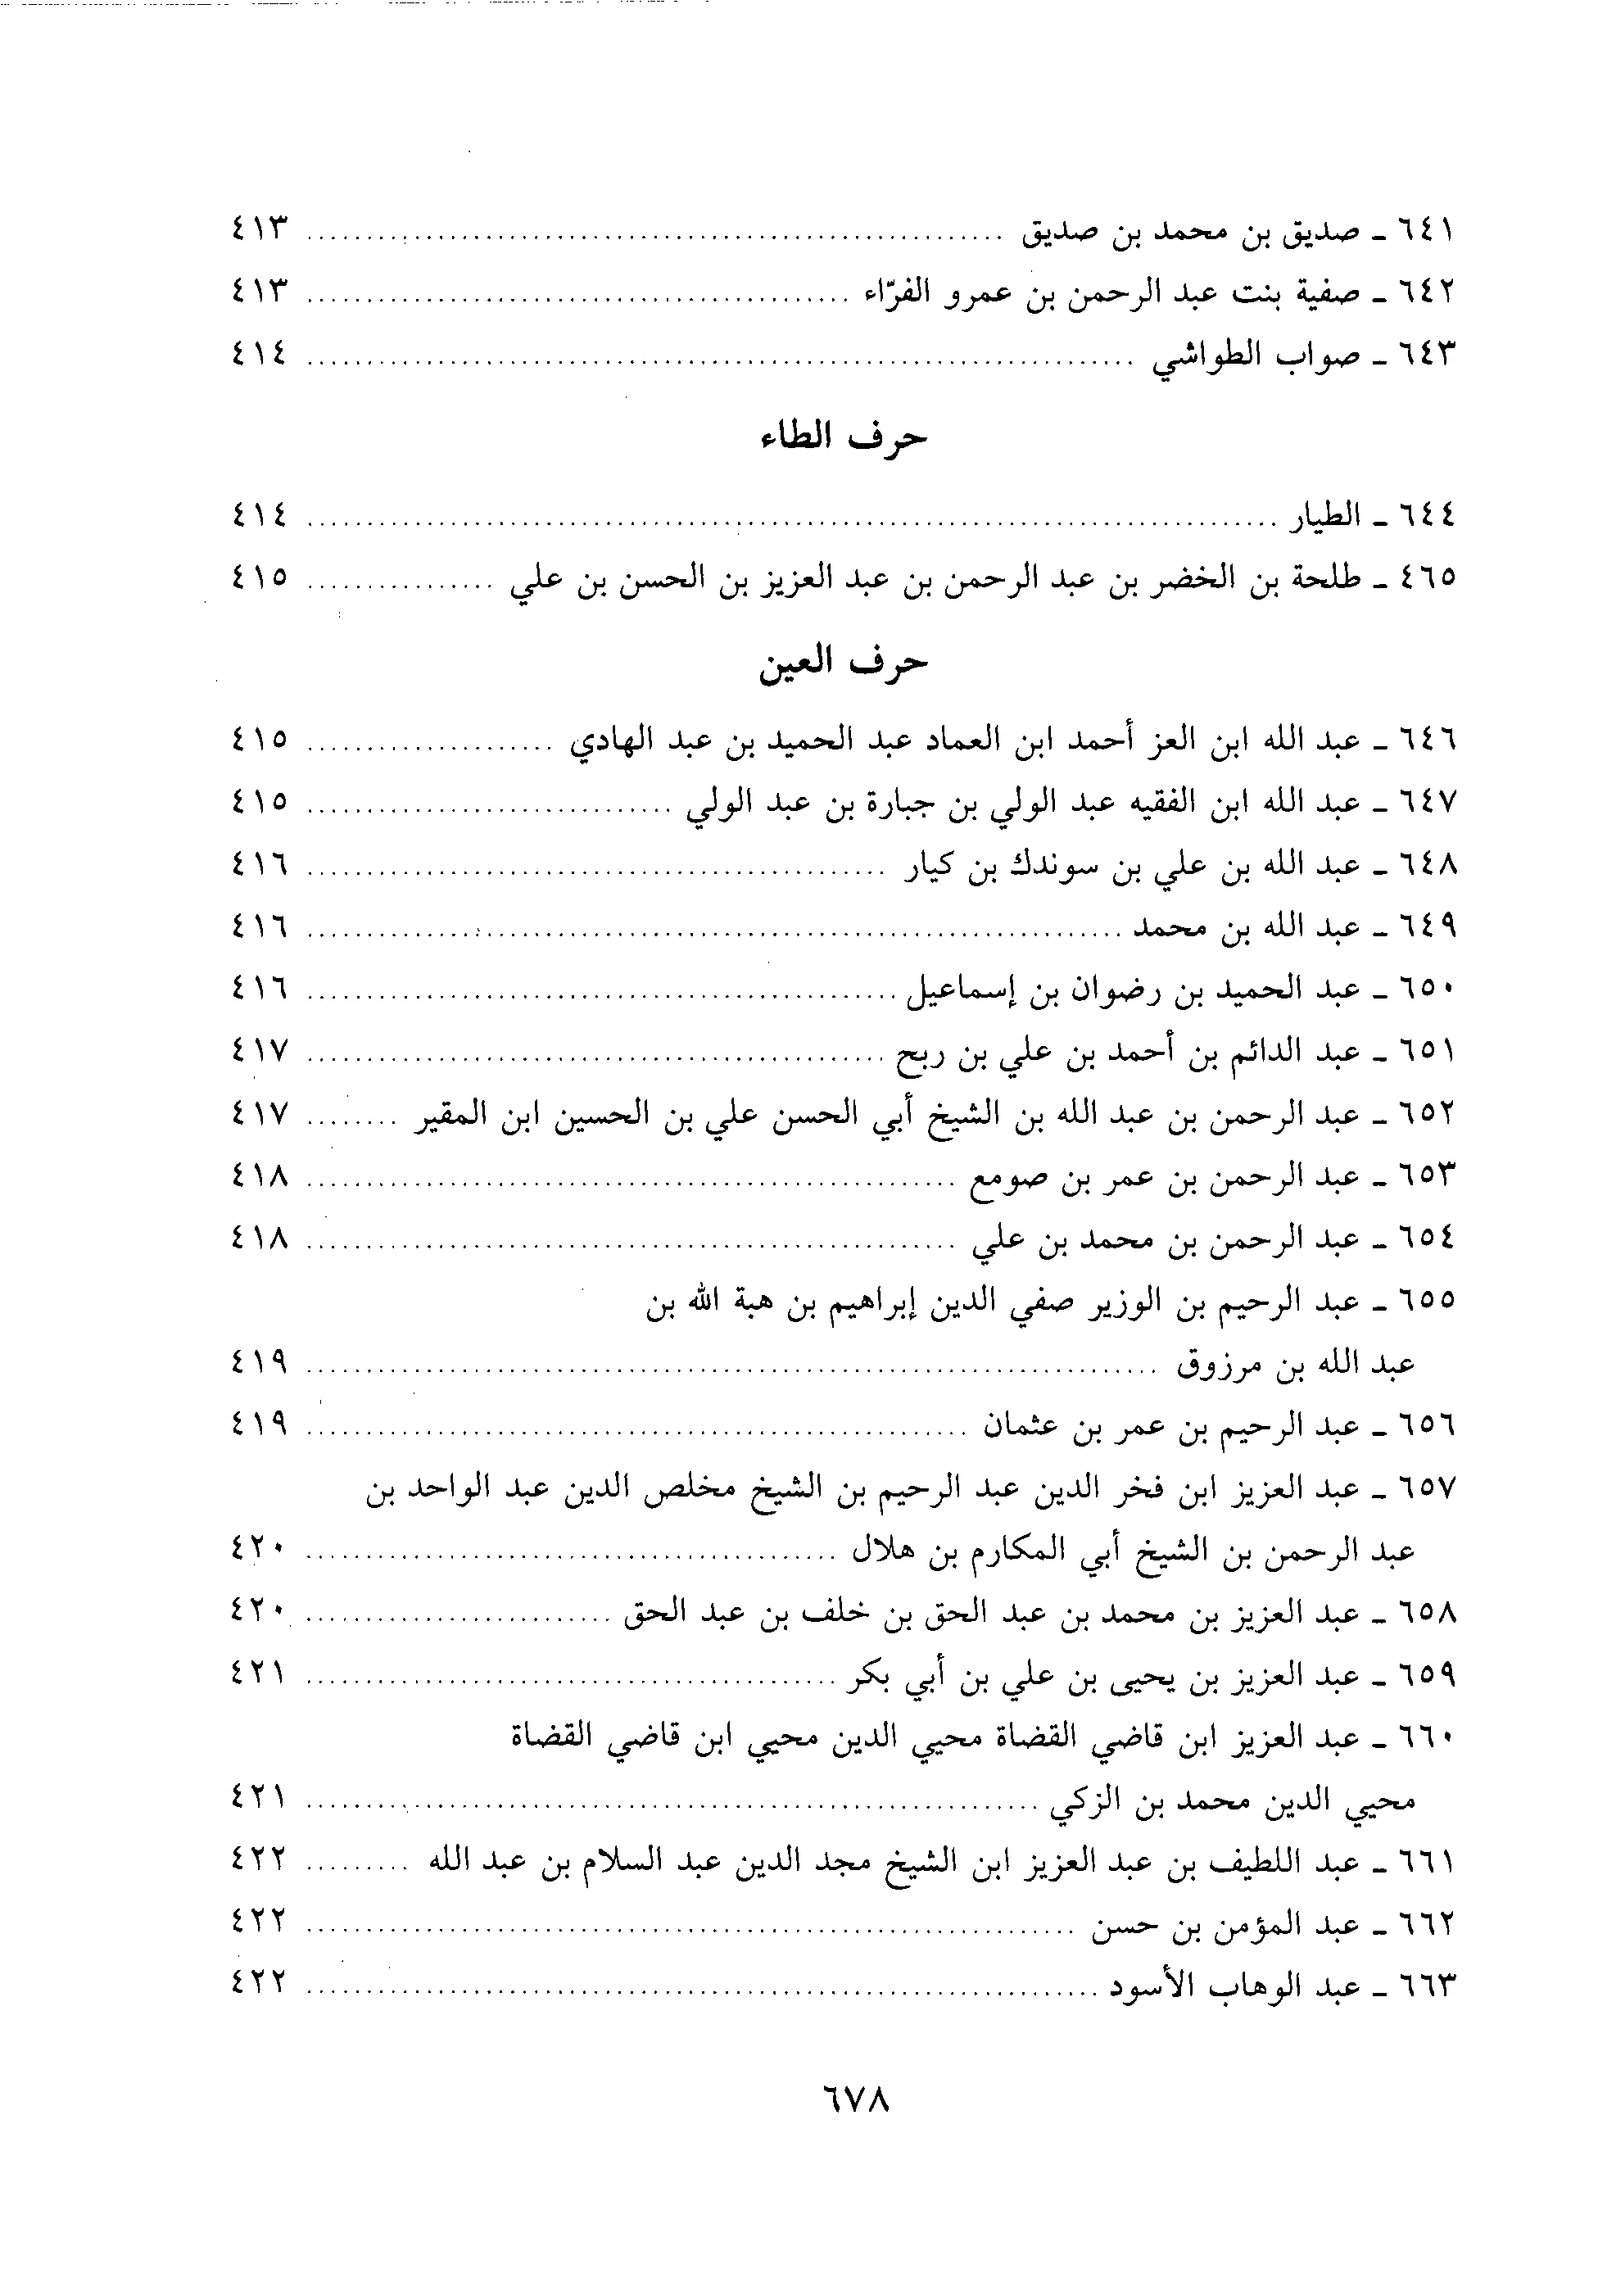 ٦٤١ ـ صديق بن محمد بن صديق ................ ٤١٣
٦٤٢ ـ صفية بنت عبد الرحمن بن عمرو الفرّاء ................ ٤١٣
٦٤٣ ـ صواب الطواشي ................ ٤١٤
حرف الطاء
٦٤٤ ـ الطيار ................ ٤١٤
٤٦٥ ـ طلحة بن الخضر بن عبد الرحمن بن عبد العزيز بن الحسن بن علي ................ ٤١٥
حرف العين
٦٤٦ ـ عبد الله ابن العز أحمد ابن العماد عبد الحميد بن عبد الهادي ................ ٤١٥
٦٤٧ ـ عبد الله ابن الفقيه عبد الولي بن جبارة بن عبد الولي ................ ٤١٥
٦٤٨ ـ عبد الله بن علي بن سوندك بن كيار ................ ٤١٦
٦٤٩ ـ عبد الله بن محمد ................ ٤١٦
٦٥٠ ـ عبد الحميد بن رضوان بن إسماعيل ................ ٤١٦
٦٥١ ـ عبد الدائم بن أحمد بن علي بن ربح ................ ٤١٧
٦٥٢ ـ عبد الرحمن بن عبد الله بن الشيخ أبي الحسن علي بن الحسين ابن المقير ........ ٤١٧
٦٥٣ ـ عبد الرحمن بن عمر بن صومع ................ ٤١٨
٦٥٤ ـ عبد الرحمن بن محمد بن علي ................ ٤١٨
٦٥٥ ـ عبد الرحيم بن الوزير صفي الدين إبراهيم بن هبة الله بن
عبد الله بن مرزوق ................ ٤١٩
٦٥٦ ـ عبد الرحيم بن عمر بن عثمان ................ ٤١٩
٦٥٧ ـ عبد العزيز ابن فخر الدين عبد الرحيم بن الشيخ مخلص الدين عبد الواحد بن
عبد الرحمن بن الشيخ أبي المكارم بن هلال ................ ٤٢٠
٦٥٨ ـ عبد العزيز بن محمد بن عبد الحق بن خلف بن عبد الحق ................ ٤٢٠
٦٥٩ ـ عبد العزيز بن يحيى بن علي بن أبي بكر ................ ٤٢١
٦٦٠ ـ عبد العزيز ابن قاضي القضاة محيي الدين محيي ابن قاضي القضاة
محيي الدين محمد بن الزكي ................ ٤٢١
٦٦١ ـ عبد اللطيف بن عبد العزيز ابن الشيخ مجد الدين عبد السلام بن عبد الله ......... ٤٢٢
٦٦٢ ـ عبد المؤمن بن حسن ................ ٤٢٢
٦٦٣ ـ عبد الوهاب الأسود ................ ٤٢٢
٦٧٨